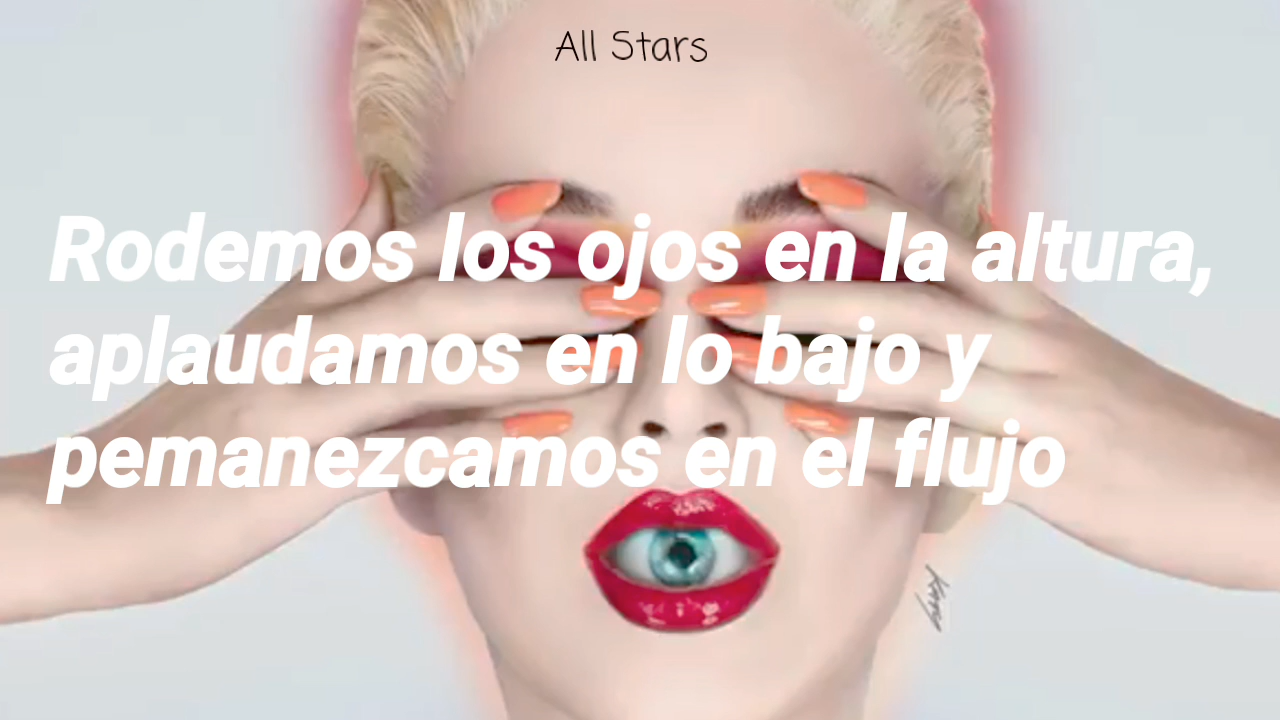 All Stars
Rodemos los ojos en la altura,
aplaudamos en lo bajo y
pemanezcamos en el flujo